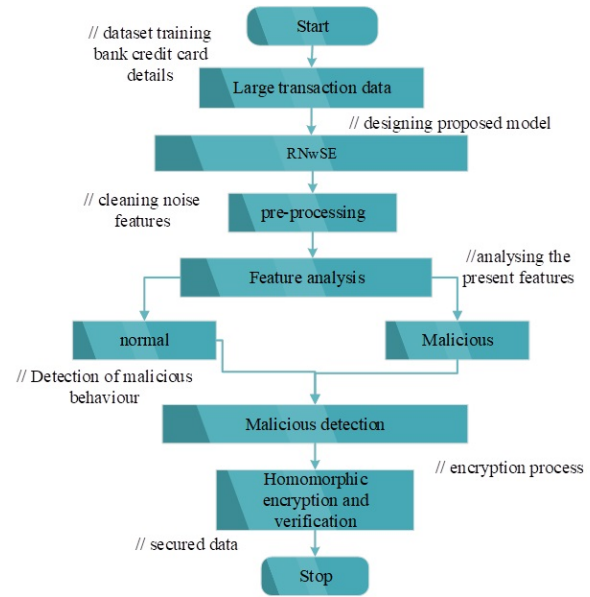 Start
// dataset training
bank credit card
details
Large transaction data
// designing proposed model
RNwSE
// cleaning noise
features
pre-processing
//analysing the
present features
Feature analysis
normal
Malicious
// Detection of malicious
behaviour
Malicious detection
// encryption process
Homomorphic
encryption and
verification
// secured data
Stop